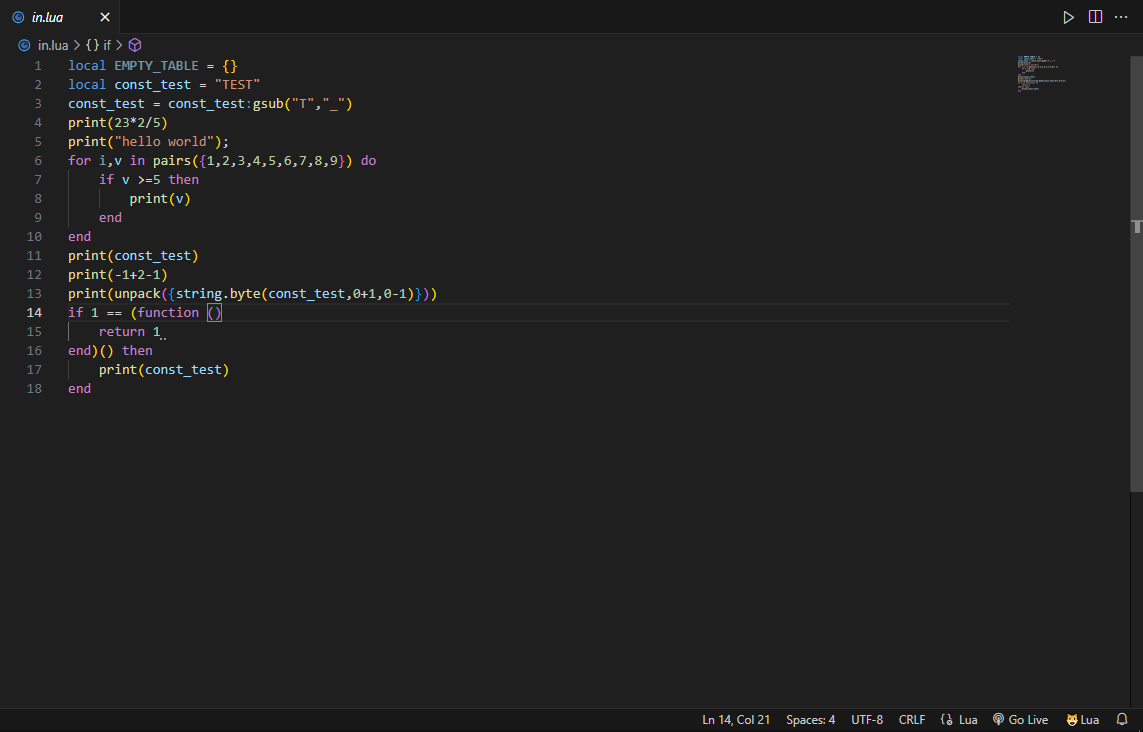 in.lua
in.lua > {} if >
1 local EMPTY_TABLE = {}
2 local const_test = "TEST"
3 const_test = const_test:gsub("T","_")
4 print(23*2/5)
5 print("hello world");
6 for i,v in pairs({1,2,3,4,5,6,7,8,9}) do
7     if v >=5 then
8         print(v)
9     end
10 end
11 print(const_test)
12 print(-1+2-1)
13 print(unpack({string.byte(const_test,0+1,0-1)}))
14 if 1 == (function ()
15     return 1
16 end)() then
17     print(const_test)
18 end
Ln 14, Col 21 Spaces: 4 UTF-8 CRLF {} Lua Go Live Lua